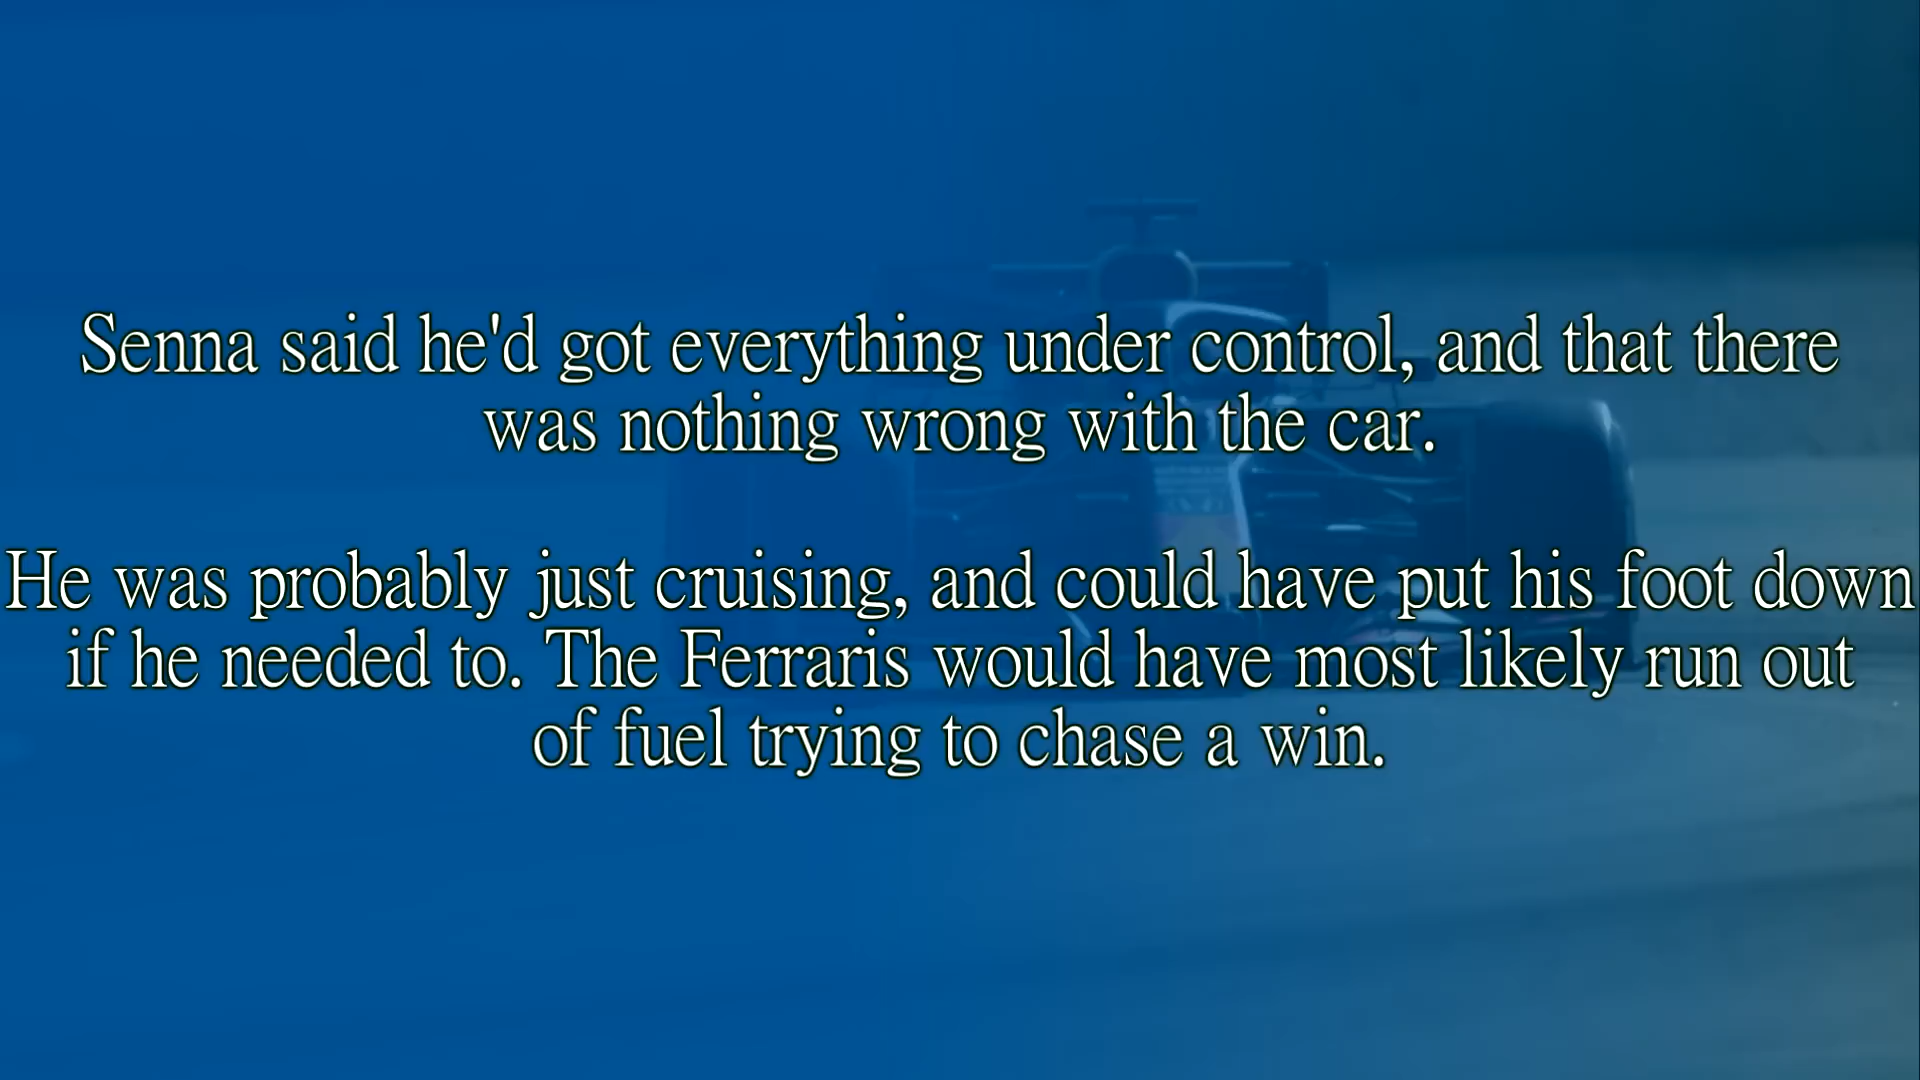 Senna said he'd got everything under control, and that there
was nothing wrong with the car.
He was probably just cruising, and could have put his foot down
if he needed to. The Ferraris would have most likely run out
of fuel trying to chase a win.